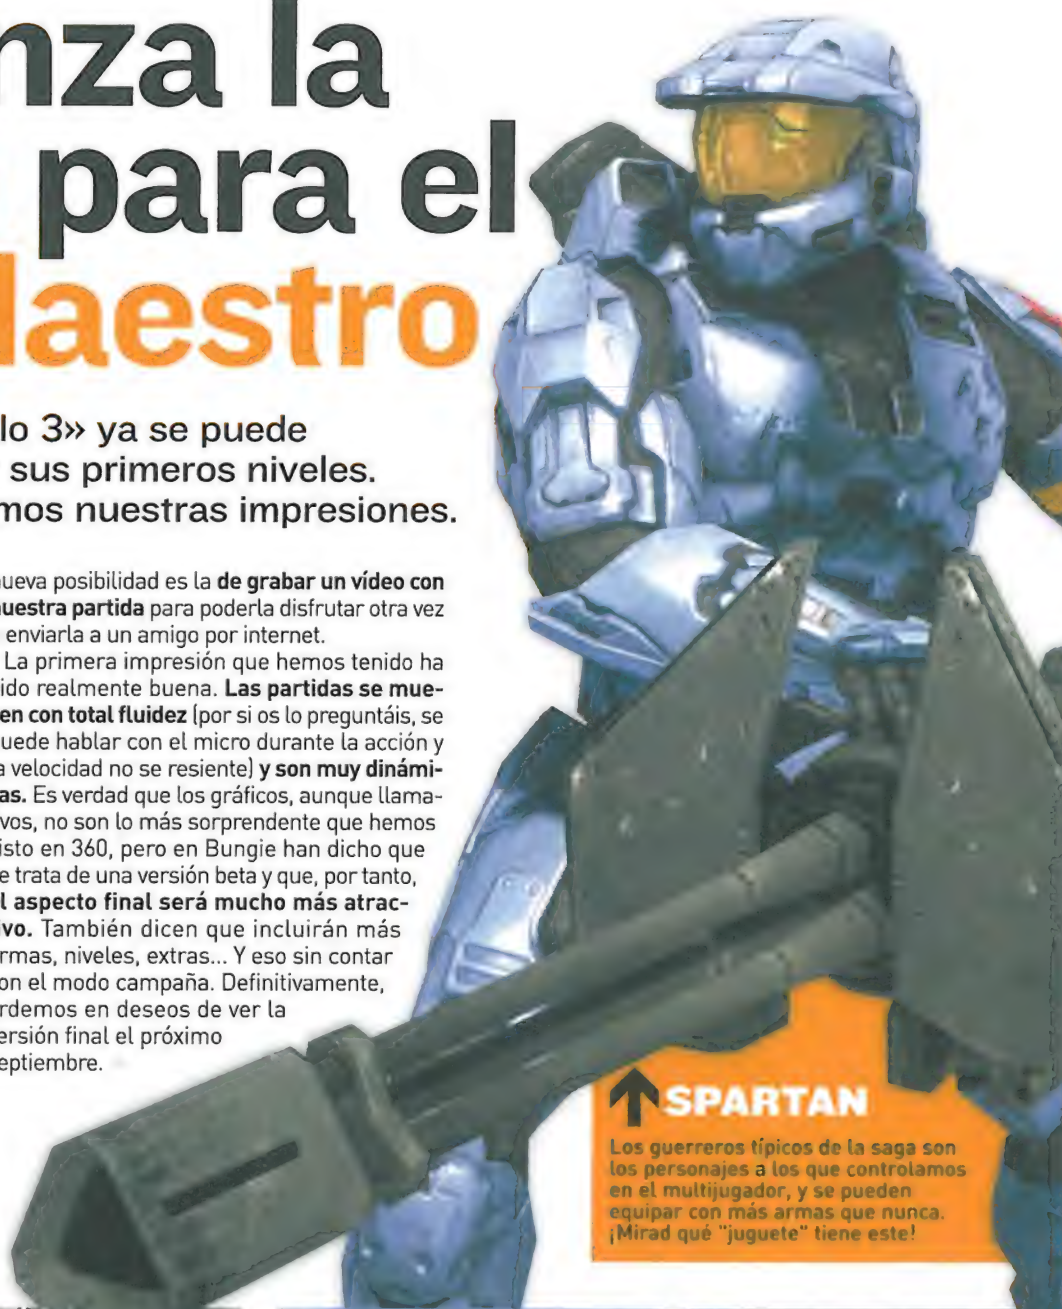 nza la
para el
aestro
lo 3» ya se puede
sus primeros niveles.
mos nuestras impresiones.
ueva posibilidad es la de grabar un vídeo con
uestra partida para poderla disfrutar otra vez
enviarla a un amigo por internet.
La primera impresión que hemos tenido ha
ido realmente buena. Las partidas se mue-
en con total fluidez (por si os lo preguntáis, se
uede hablar con el micro durante la acción y
a velocidad no se resiente) y son muy dinámi-
as. Es verdad que los gráficos, aunque llama-
vos, no son lo más sorprendente que hemos
isto en 360, pero en Bungie han dicho que
e trata de una versión beta y que, por tanto,
l aspecto final será mucho más atrac-
ivo. También dicen que incluirán más
rmas, niveles, extras... Y eso sin contar
on el modo campaña. Definitivamente,
rdemos en deseos de ver la
ersión final el próximo
eptiembre.
SPARTAN
Los guerreros típicos de la saga son
los personajes a los que controlamos
en el multijugador, y se pueden
equipar con más armas que nunca.
¡Mirad qué "juguete" tiene este!